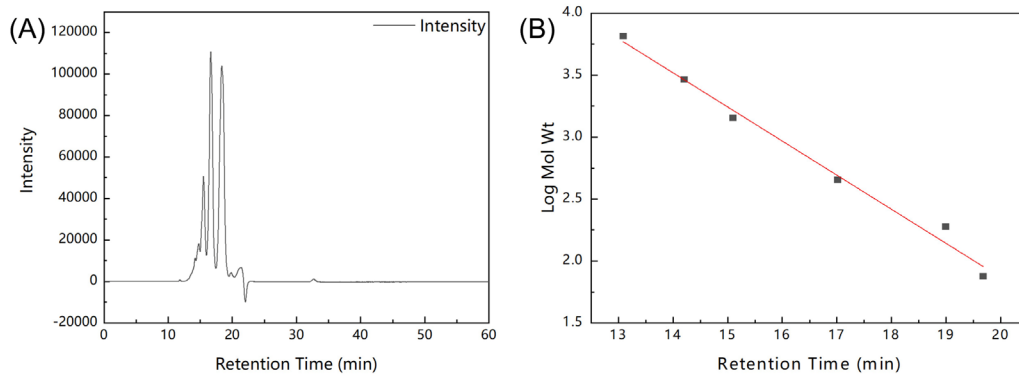 (A)
Intensity
120000
100000
80000
60000
40000
20000
0
-20000
Intensity
0 10 20 30 40 50 60
Retention Time (min)
(B)
4.0
3.5
3.0
2.5
2.0
1.5
Log Mol Wt
13 14 15 16 17 18 19 20
Retention Time (min)